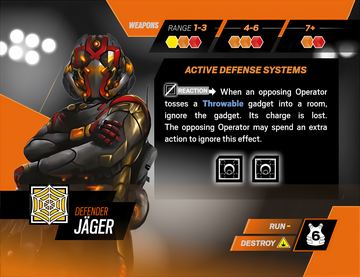 WEAPONS RANGE 1-3 4-6 7+
ACTIVE DEFENSE SYSTEMS
REACTION When an opposing Operator
tosses a Throwable gadget into a room,
ignore the gadget. Its charge is lost.
The opposing Operator may spend an extra
action to ignore this effect.
DEFENDER
JÄGER
RUN -
DESTROY
6